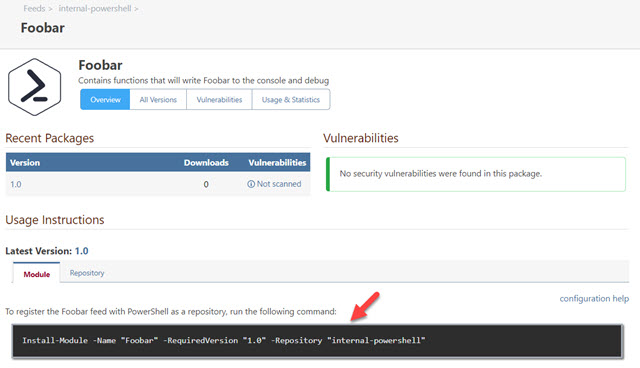 Feeds > internal-powershell >
Foobar
Foobar
Contains functions that will write Foobar to the console and debug
Overview All Versions Vulnerabilities Usage & Statistics
Recent Packages
Version Downloads Vulnerabilities
1.0 0 Not scanned
Vulnerabilities
No security vulnerabilities were found in this package.
Usage Instructions
Latest Version: 1.0
Module Repository
configuration help
To register the Foobar feed with PowerShell as a repository, run the following command:
Install-Module -Name "Foobar" -RequiredVersion "1.0" -Repository "internal-powershell"